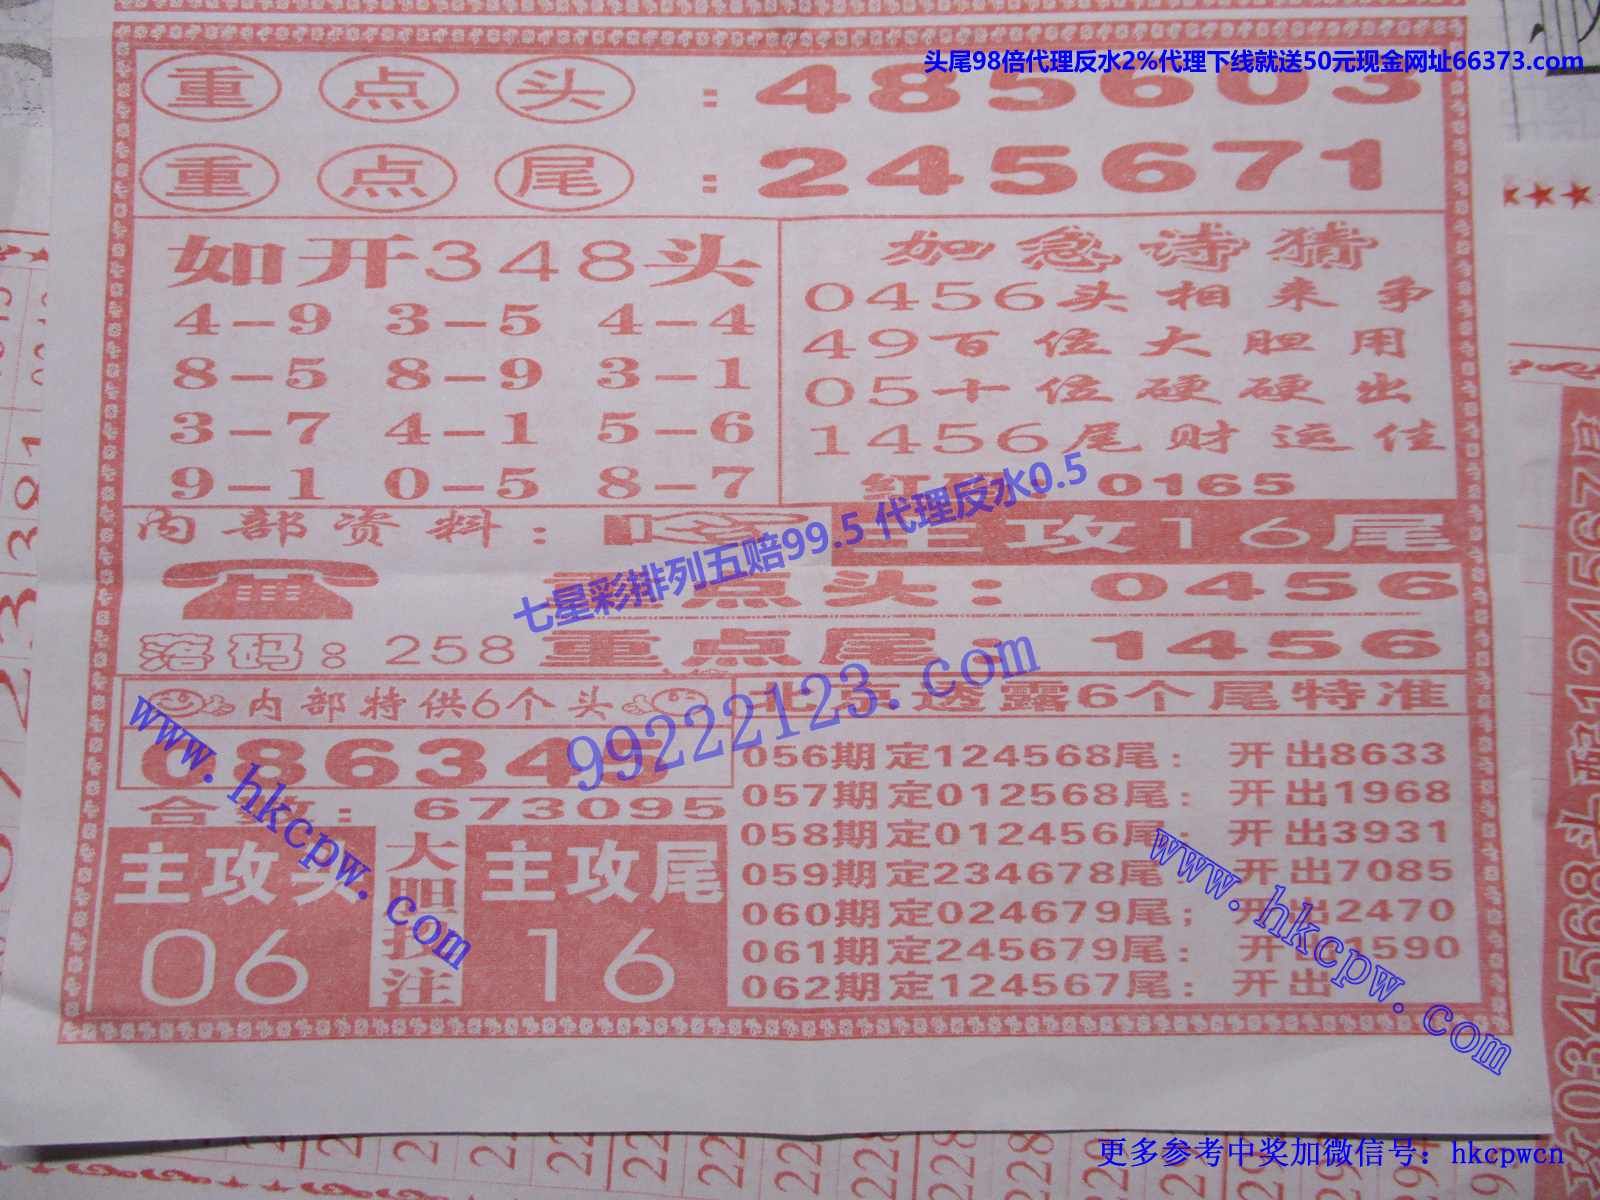 头尾98倍代理反水2%代理下线就送50元现金网址66373.com
重点头：485603
重点尾：245671
如开348头
4-9 3-5 4-4
8-5 8-9 3-1
3-7 4-1 5-6
9-1 0-5 8-7
加急诗猜
0456头相来争
49百位大胆用
05十位硬硬出
1456尾财运佳
红 0165
内部资料：
主攻16尾
七星彩排列五赔99.5 代理反水0.5
重点头：0456
落码：258
重点尾：1456
99222123.com
内部特供6个头
086345
合数：673095
主攻头
06
大胆投注
主攻尾
16
北京透露6个尾特准
056期定124568尾：开出8633
057期定012568尾：开出1968
058期定012456尾：开出3931
059期定234678尾：开出7085
060期定024679尾；开出2470
061期定245679尾：开出1590
062期定124567尾：开出
www.hkcpw.com
www.hkcpw.com
更多参考中奖加微信号：hkcpwcn